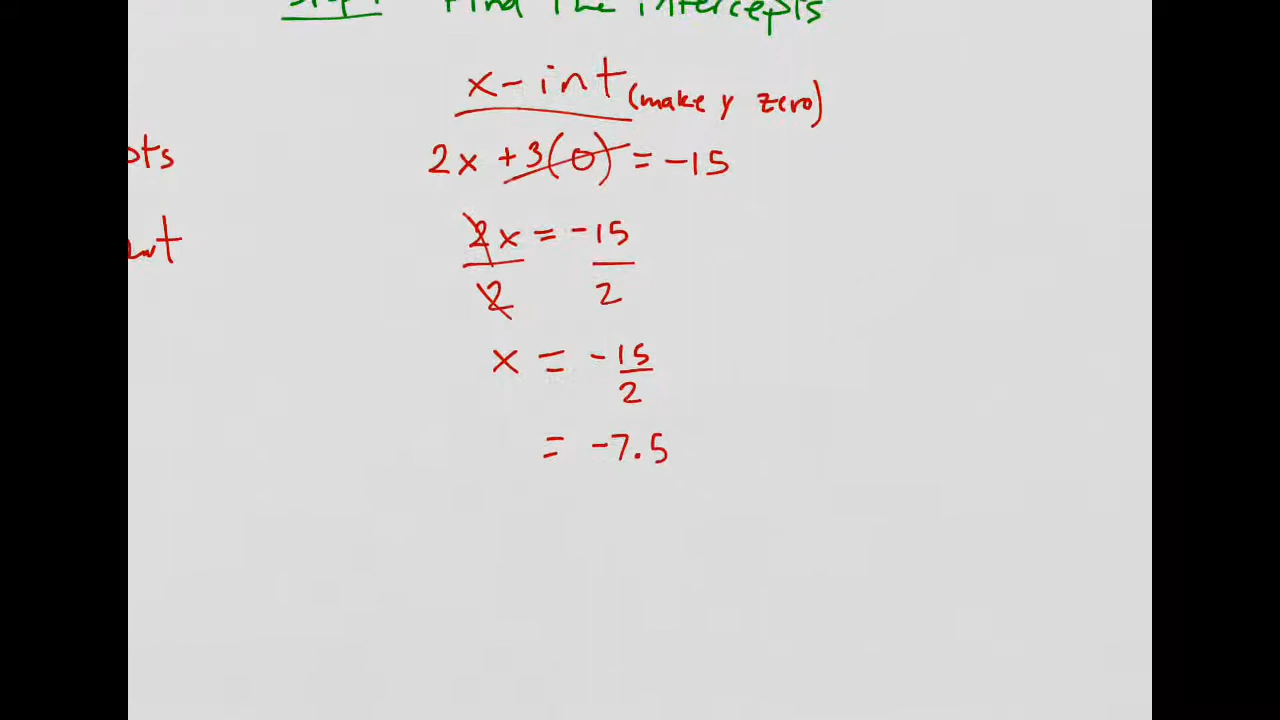 Find The intercepts
x-int (make y zero)
2x +3(0) = -15
2x = -15
2 2
x = -15
2
= -7.5